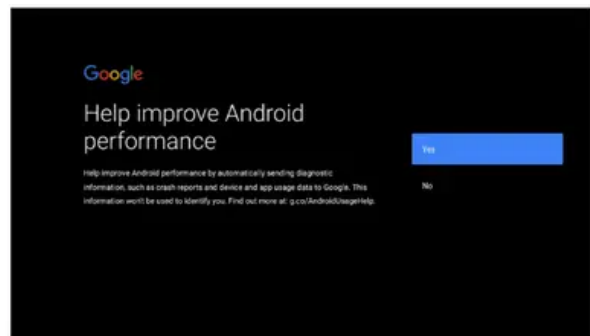 Google
Help improve Android
performance
Help improve Android performance by automatically sending diagnostic
information, such as crash reports and device and app usage data to Google. This
information won't be used to identify you. Find out more at: g.co/AndroidUsageHelp.
Yes
No